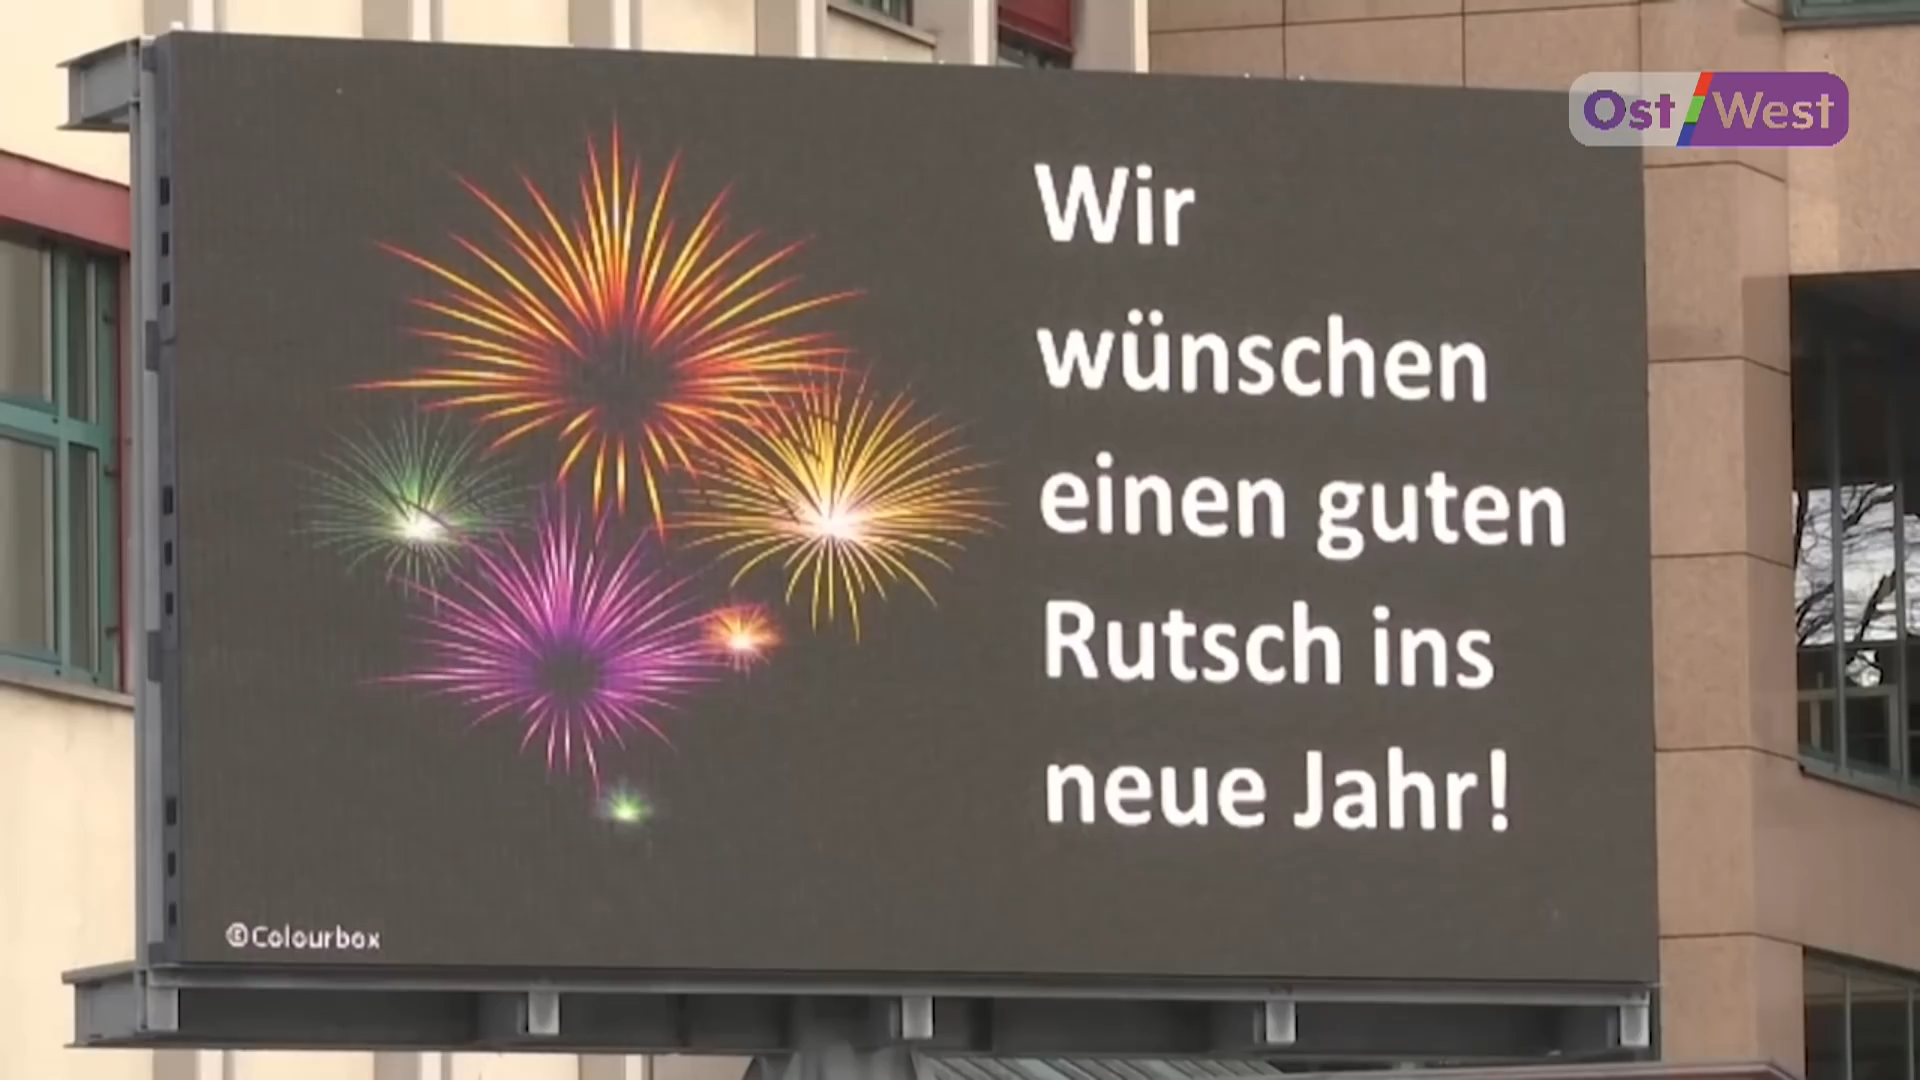 Ost/West
Wir
wünschen
einen guten
Rutsch ins
neue Jahr!
©Colourbox